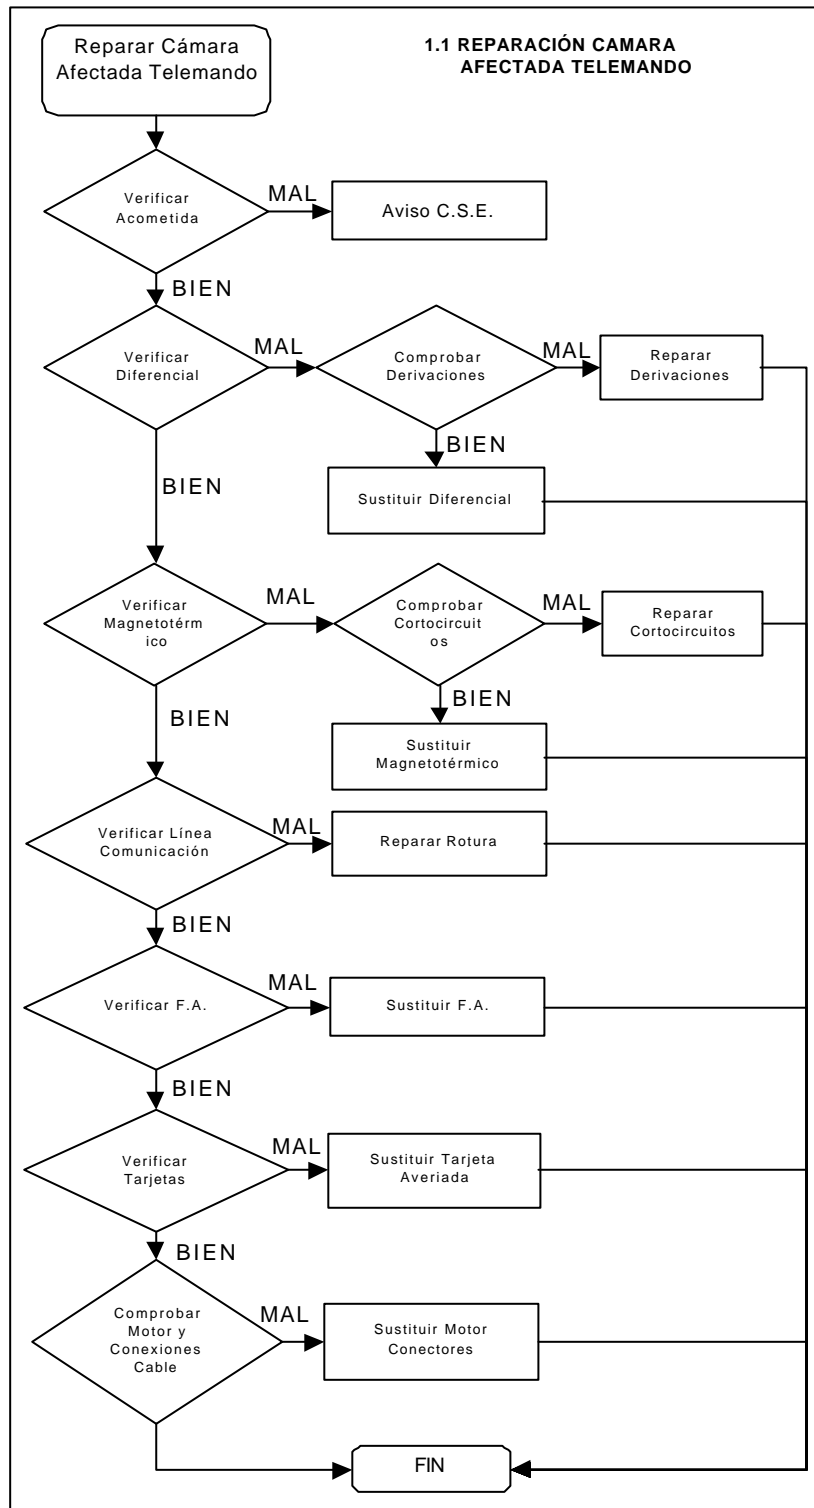 Reparar Cámara
Afectada Telemando
1.1 REPARACIÓN CAMARA
AFECTADA TELEMANDO
Verificar
Acometida
MAL
Aviso C.S.E.
BIEN
Verificar
Diferencial
MAL
Comprobar
Derivaciones
MAL
Reparar
Derivaciones
BIEN
Sustituir Diferencial
BIEN
Verificar
Magnetotérm
ico
MAL
Comprobar
Cortocircuit
os
MAL
Reparar
Cortocircuitos
BIEN
Sustituir
Magnetotérmico
BIEN
Verificar Línea
Comunicación
MAL
Reparar Rotura
BIEN
Verificar F.A.
MAL
Sustituir F.A.
BIEN
Verificar
Tarjetas
MAL
Sustituir Tarjeta
Averiada
BIEN
Comprobar
Motor y
Conexiones
Cable
MAL
Sustituir Motor
Conectores
FIN